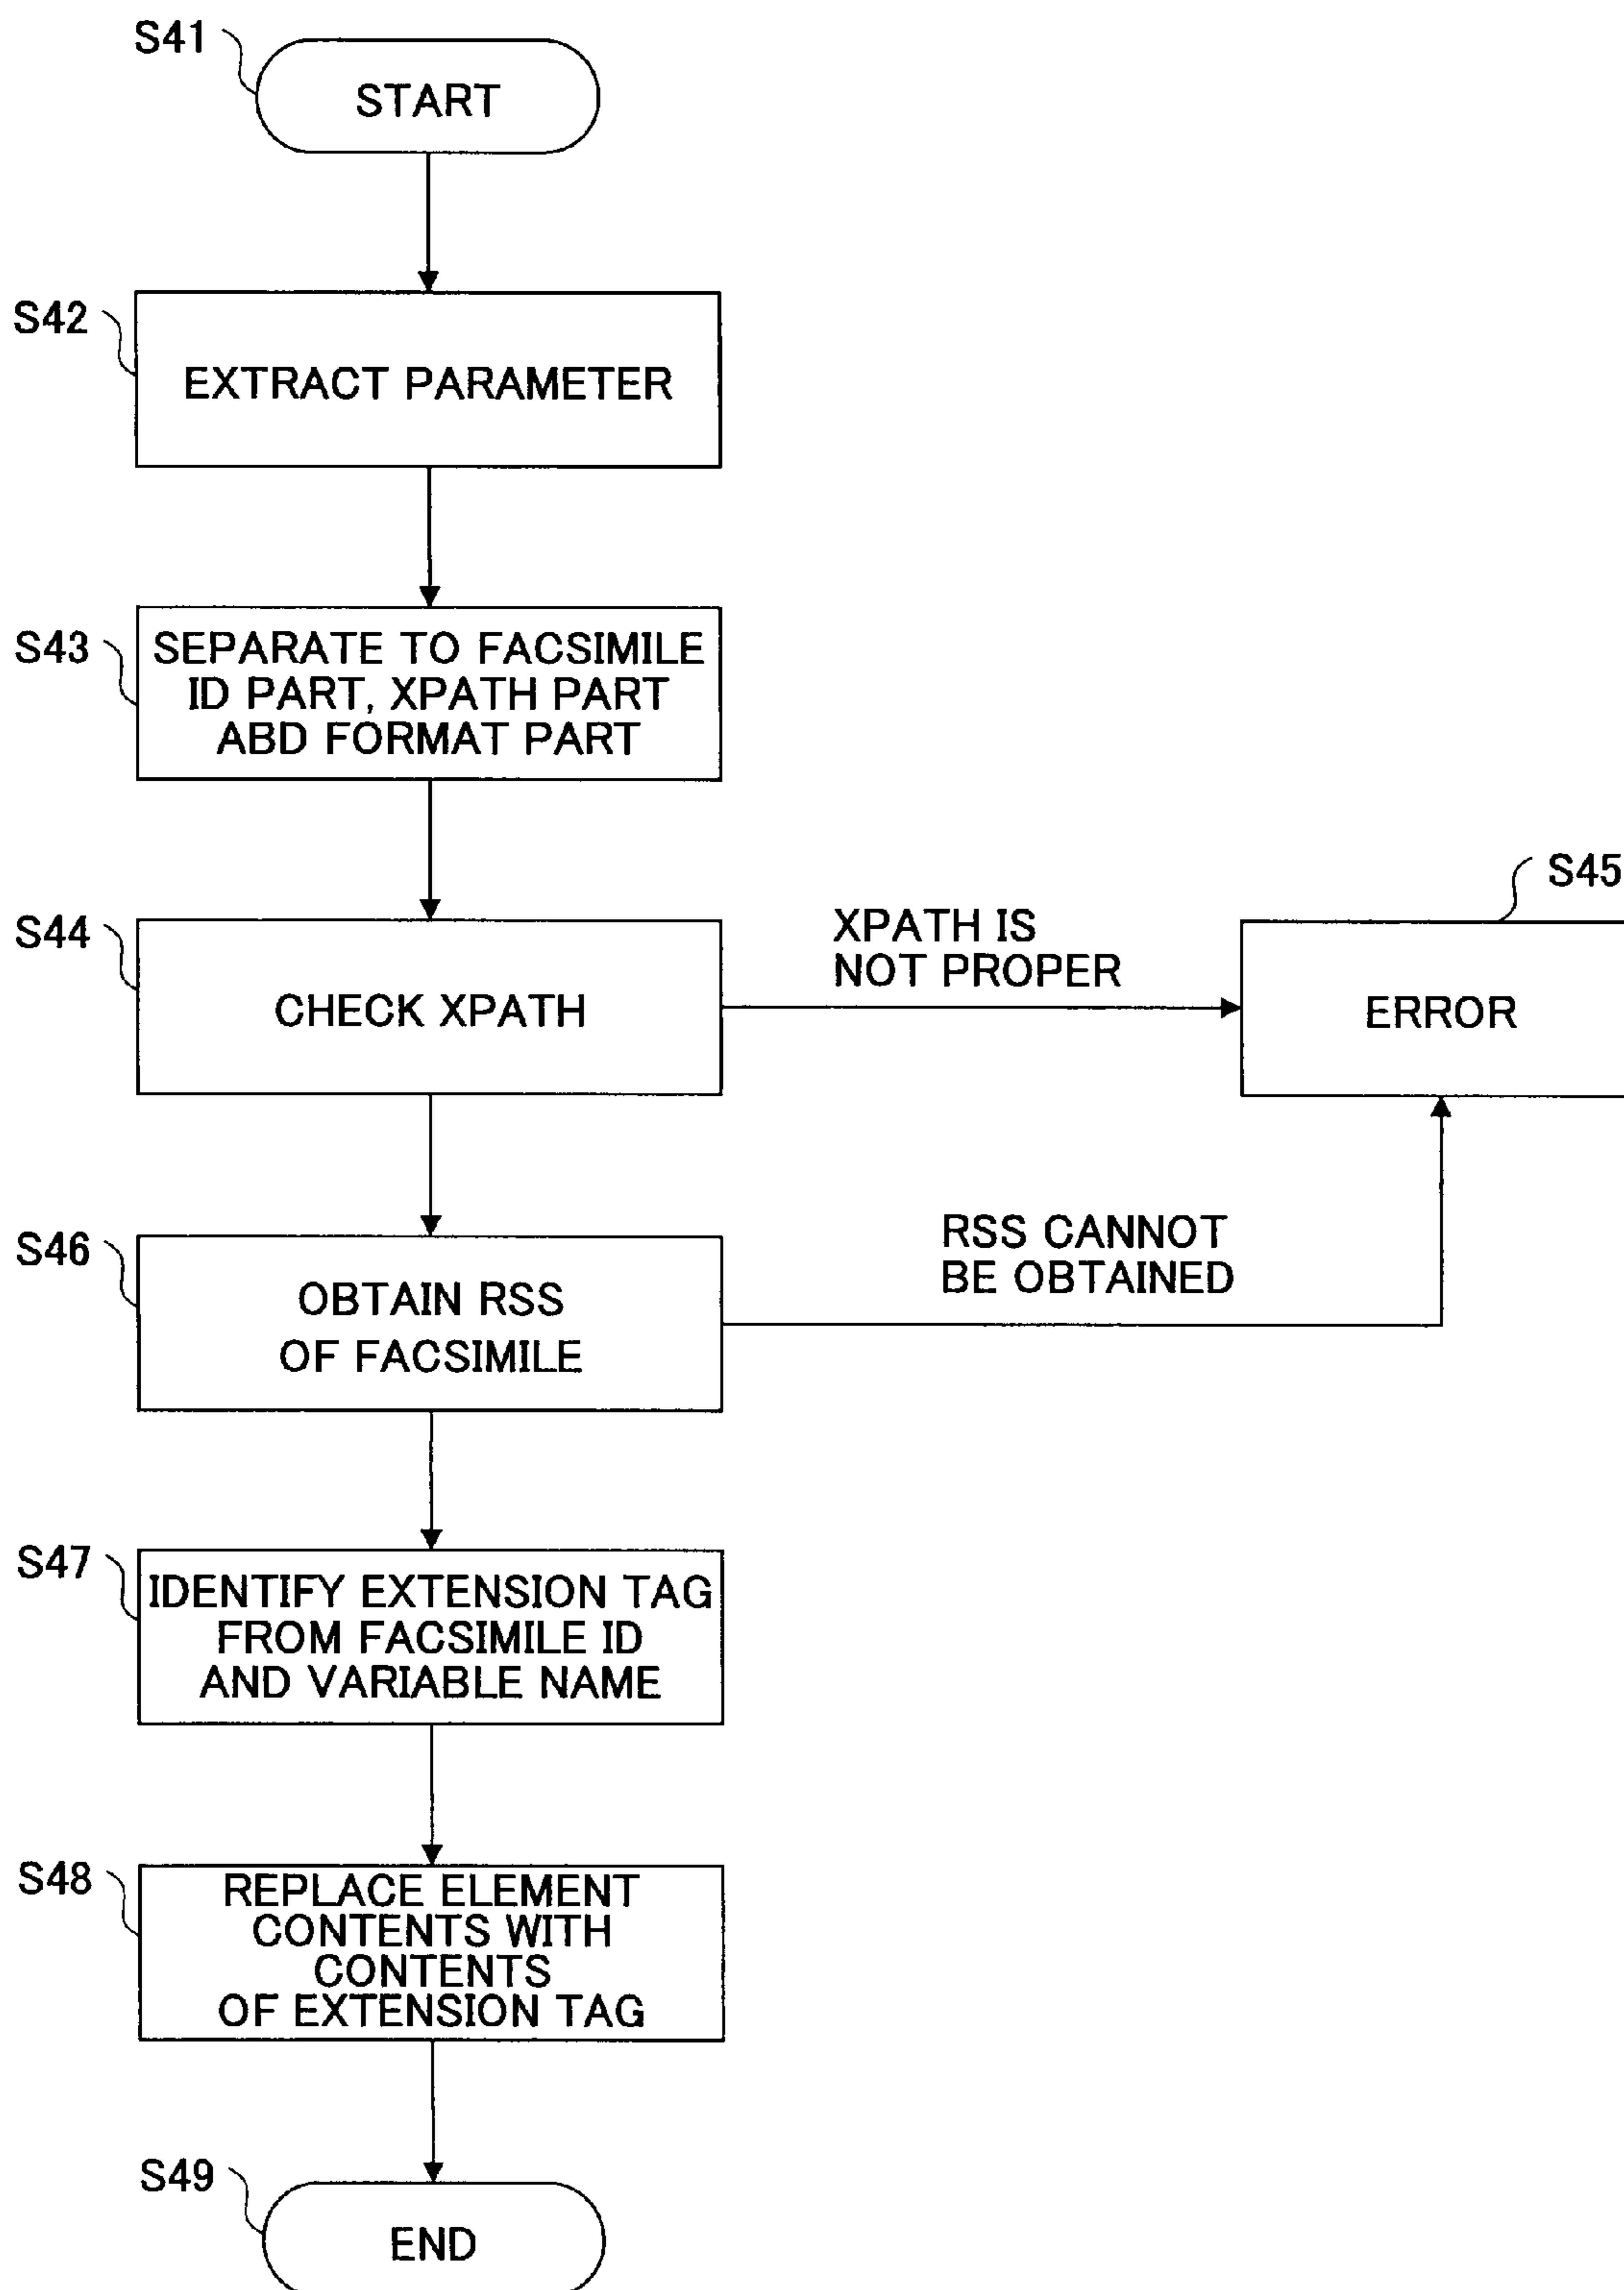 S41
START
S42
EXTRACT PARAMETER
S43
SEPARATE TO FACSIMILE
ID PART, XPATH PART
ABD FORMAT PART
S44
CHECK XPATH
XPATH IS
NOT PROPER
S45
ERROR
S46
OBTAIN RSS
OF FACSIMILE
RSS CANNOT
BE OBTAINED
S47
IDENTIFY EXTENSION TAG
FROM FACSIMILE ID
AND VARIABLE NAME
S48
REPLACE ELEMENT
CONTENTS WITH
CONTENTS
OF EXTENSION TAG
S49
END